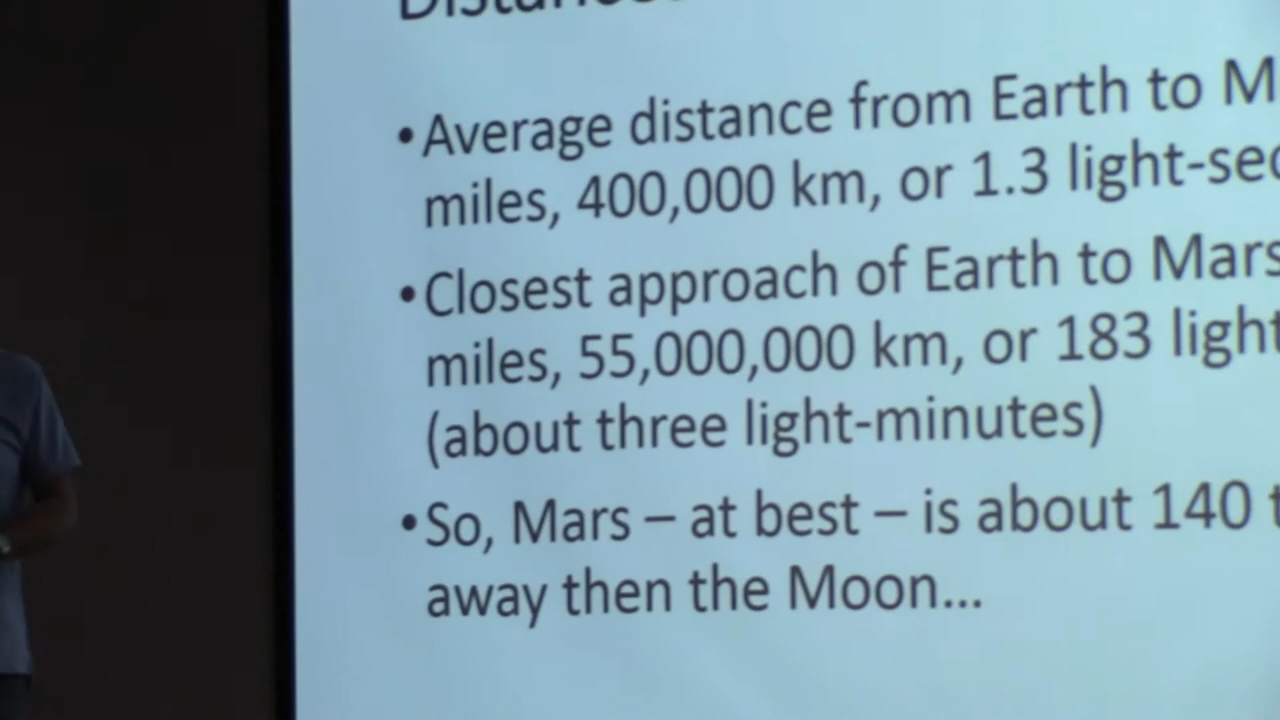 • Average distance from Earth to M
miles, 400,000 km, or 1.3 light-sec
• Closest approach of Earth to Mars
miles, 55,000,000 km, or 183 light
(about three light-minutes)
• So, Mars – at best – is about 140 t
away then the Moon...